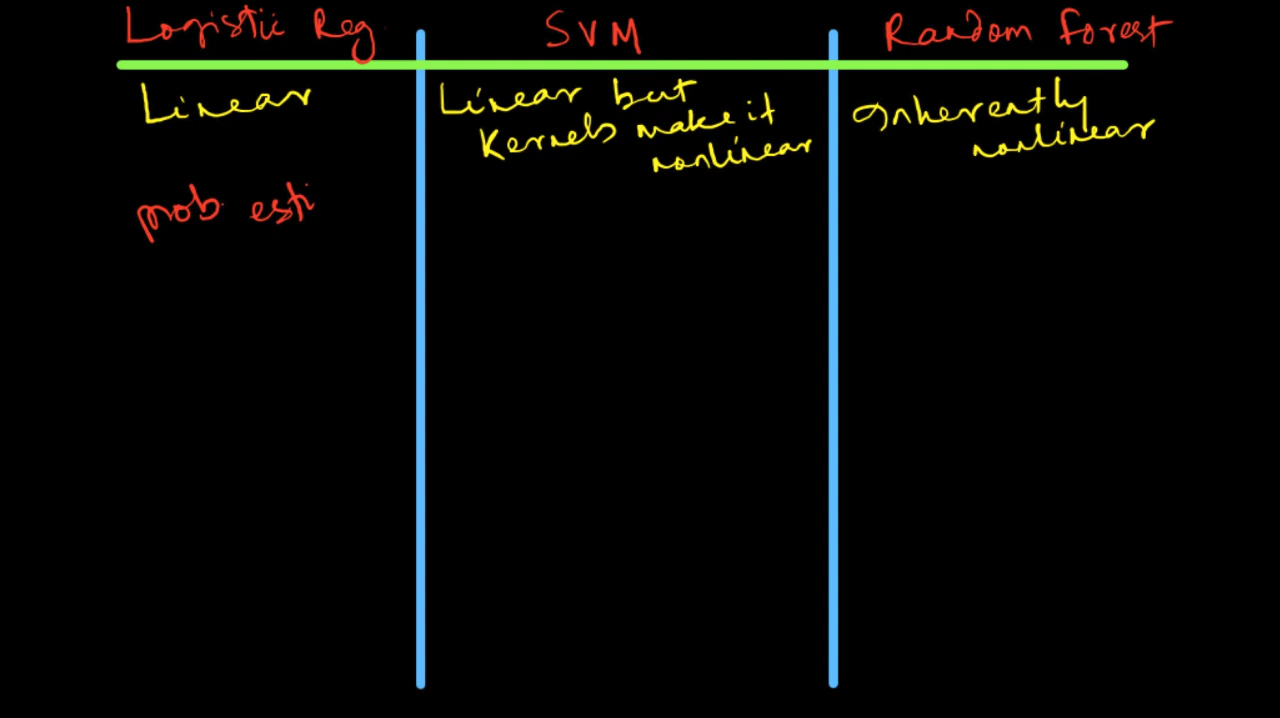 Logistic Reg SVM Random Forest
Linear Linear but Inherently
Kernels make it nonlinear
nonlinear
prob esti